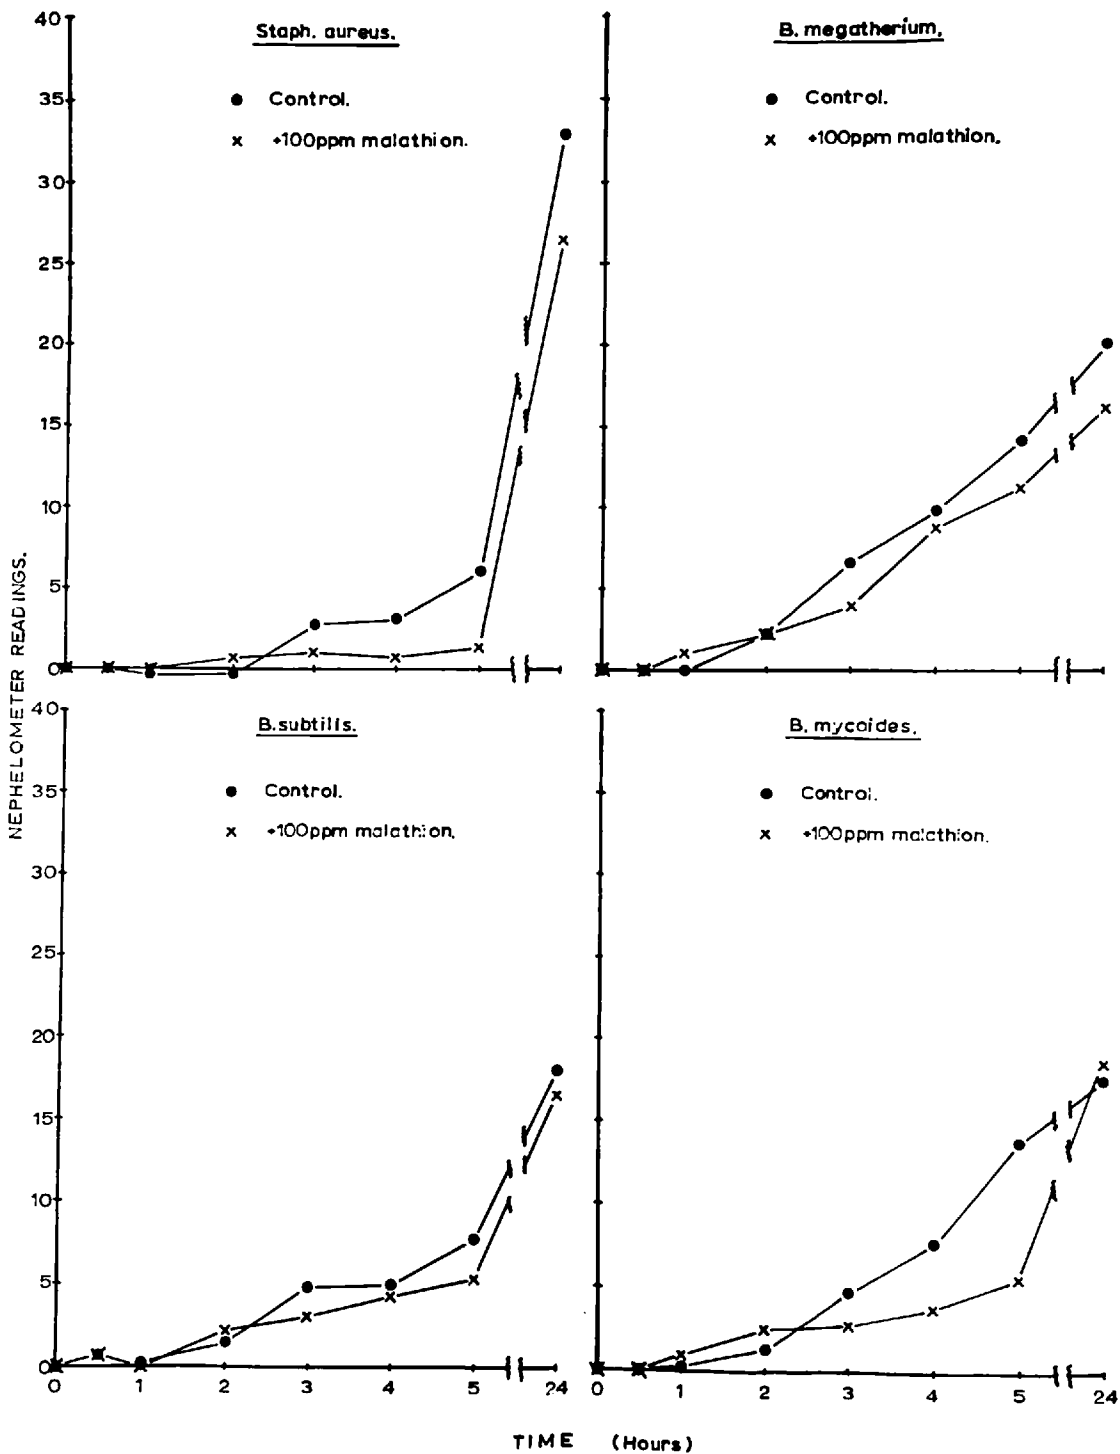 40
35
30
25
20
15
10
5
0
Staph. aureus.
● Control.
x +100ppm malathion.
B. megatherium.
● Control.
x +100ppm malathion.
NEPHELOMETER READINGS.
40
35
30
25
20
15
10
5
0
B. subtilis.
● Control.
x +100ppm malathion.
B. mycoides.
● Control.
x +100ppm malathion.
0 1 2 3 4 5 24
0 1 2 3 4 5 24
TIME (Hours)